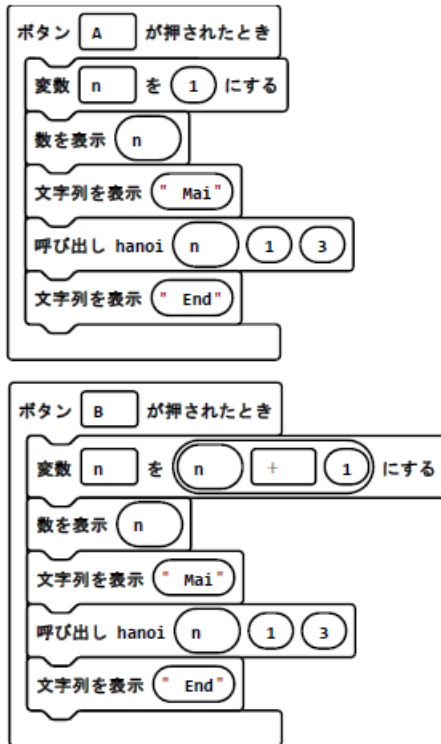 ボタン A が押されたとき
変数 n を 1 にする
数を表示 n
文字列を表示 " Mai"
呼び出し hanoi n 1 3
文字列を表示 " End"
ボタン B が押されたとき
変数 n を n + 1 にする
数を表示 n
文字列を表示 " Mai"
呼び出し hanoi n 1 3
文字列を表示 " End"